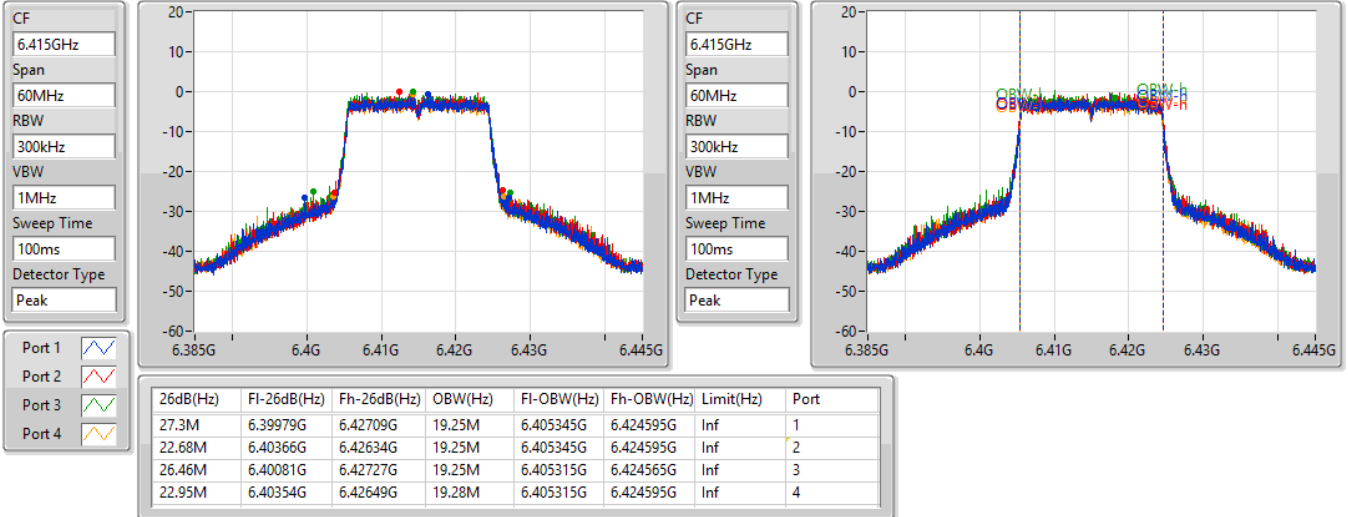 CF
6.415GHz
Span
60MHz
RBW
300kHz
VBW
1MHz
Sweep Time
100ms
Detector Type
Peak
20
10
0
-10
-20
-30
-40
-50
-60
6.385G 6.4G 6.41G 6.42G 6.43G 6.445G
CF
6.415GHz
Span
60MHz
RBW
300kHz
VBW
1MHz
Sweep Time
100ms
Detector Type
Peak
20
10
0
-10
-20
-30
-40
-50
-60
OBW-h
OBW-h
6.385G 6.4G 6.41G 6.42G 6.43G 6.445G
Port 1
Port 2
Port 3
Port 4
26dB(Hz) Fl-26dB(Hz) Fh-26dB(Hz) OBW(Hz) Fl-OBW(Hz) Fh-OBW(Hz) Limit(Hz) Port
27.3M 6.39979G 6.42709G 19.25M 6.405345G 6.424595G Inf 1
22.68M 6.40366G 6.42634G 19.25M 6.405345G 6.424595G Inf 2
26.46M 6.40081G 6.42727G 19.25M 6.405315G 6.424565G Inf 3
22.95M 6.40354G 6.42649G 19.28M 6.405315G 6.424595G Inf 4